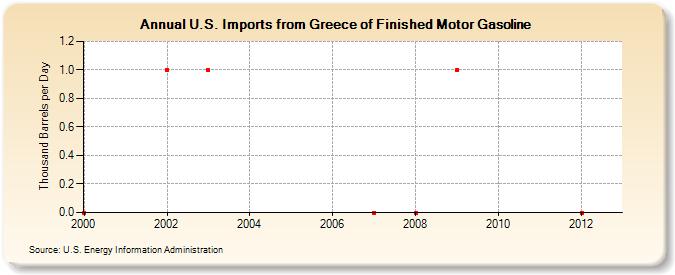 Annual U.S. Imports from Greece of Finished Motor Gasoline
Thousand Barrels per Day
1.2
1.0
0.8
0.6
0.4
0.2
0.0
2000 2002 2004 2006 2008 2010 2012
Source: U.S. Energy Information Administration